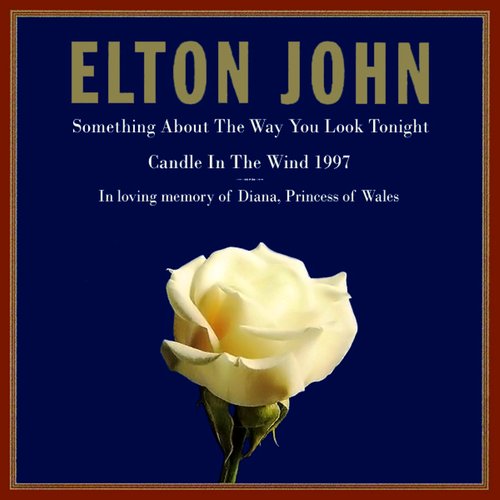 ELTON JOHN
Something About The Way You Look Tonight
Candle In The Wind 1997
In loving memory of Diana, Princess of Wales